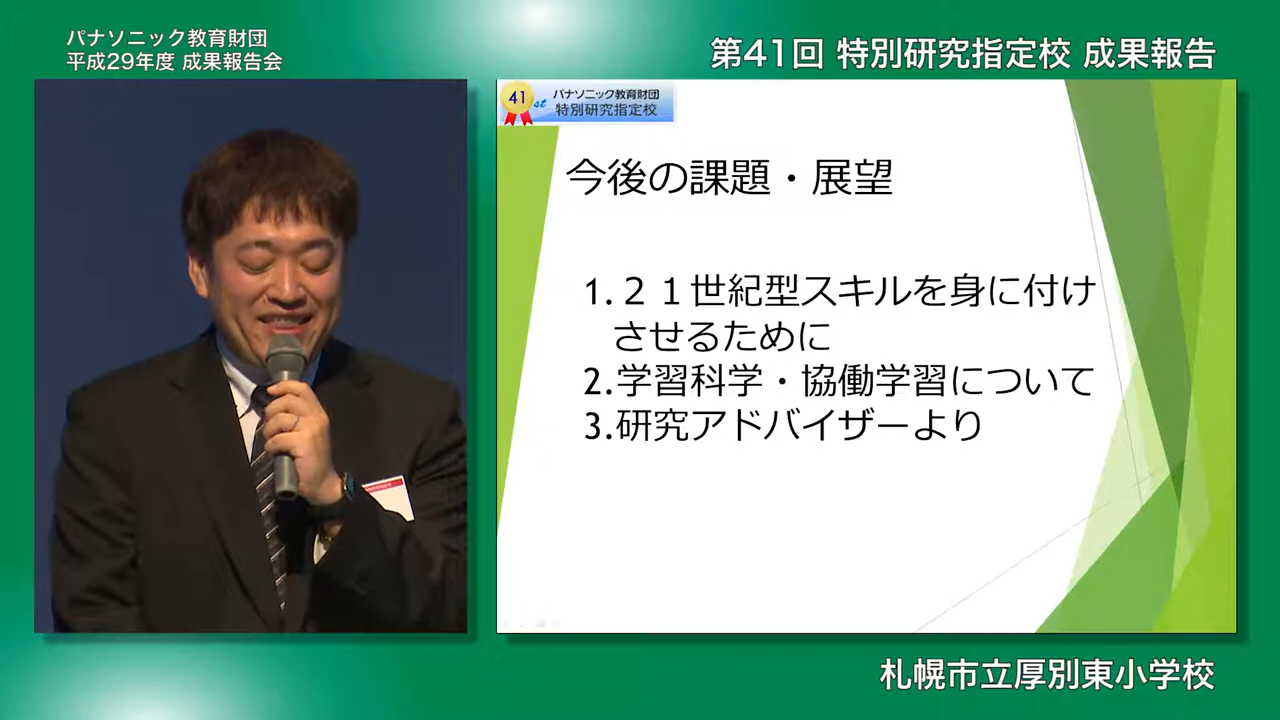 パナソニック教育財団
平成29年度 成果報告会
第41回 特別研究指定校 成果報告
41
st
パナソニック教育財団
特別研究指定校
今後の課題・展望
1.２１世紀型スキルを身に付け
させるために
2.学習科学・協働学習について
3.研究アドバイザーより
札幌市立厚別東小学校